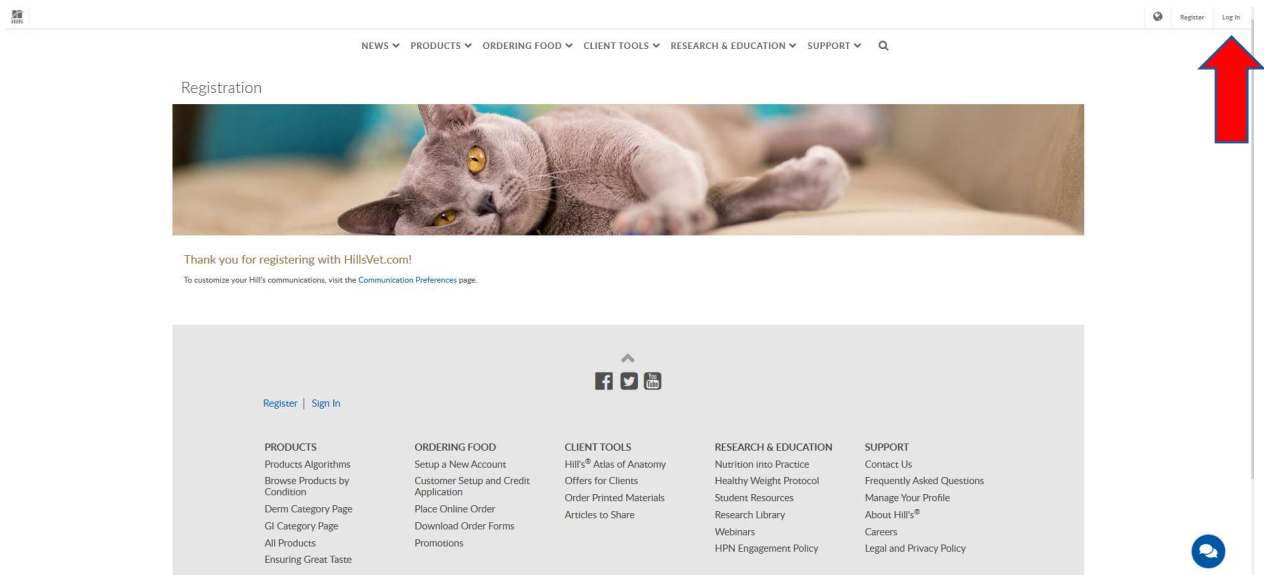 Hill's
Register Log In
NEWS PRODUCTS ORDERING FOOD CLIENT TOOLS RESEARCH & EDUCATION SUPPORT
Registration
Thank you for registering with HillsVet.com!
To customize your Hill's communications, visit the Communication Preferences page.
You
Tube
Register | Sign In
PRODUCTS
Products Algorithms
Browse Products by
Condition
Derm Category Page
GI Category Page
All Products
Ensuring Great Taste
ORDERING FOOD
Setup a New Account
Customer Setup and Credit
Application
Place Online Order
Download Order Forms
Promotions
CLIENT TOOLS
Hill's® Atlas of Anatomy
Offers for Clients
Order Printed Materials
Articles to Share
RESEARCH & EDUCATION
Nutrition into Practice
Healthy Weight Protocol
Student Resources
Research Library
Webinars
HPN Engagement Policy
SUPPORT
Contact Us
Frequently Asked Questions
Manage Your Profile
About Hill's®
Careers
Legal and Privacy Policy